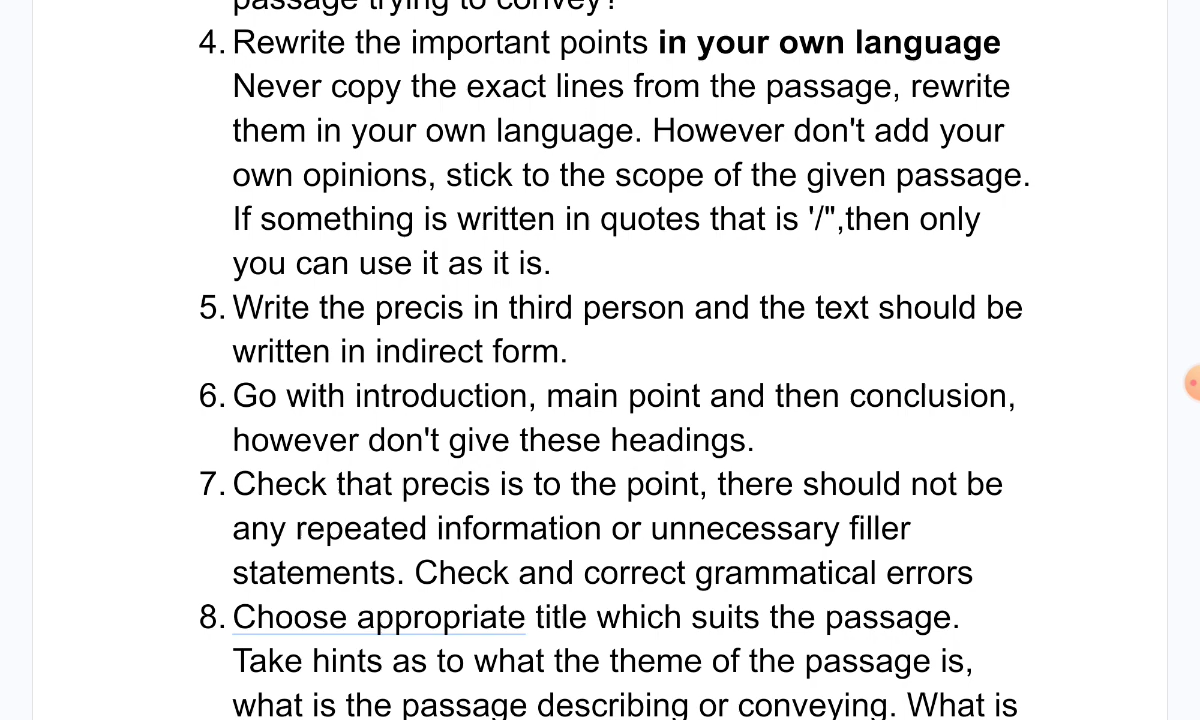 passage trying to convey?
4. Rewrite the important points in your own language
Never copy the exact lines from the passage, rewrite
them in your own language. However don't add your
own opinions, stick to the scope of the given passage.
If something is written in quotes that is '/",then only
you can use it as it is.
5. Write the precis in third person and the text should be
written in indirect form.
6. Go with introduction, main point and then conclusion,
however don't give these headings.
7. Check that precis is to the point, there should not be
any repeated information or unnecessary filler
statements. Check and correct grammatical errors
8. Choose appropriate title which suits the passage.
Take hints as to what the theme of the passage is,
what is the passage describing or conveying. What is